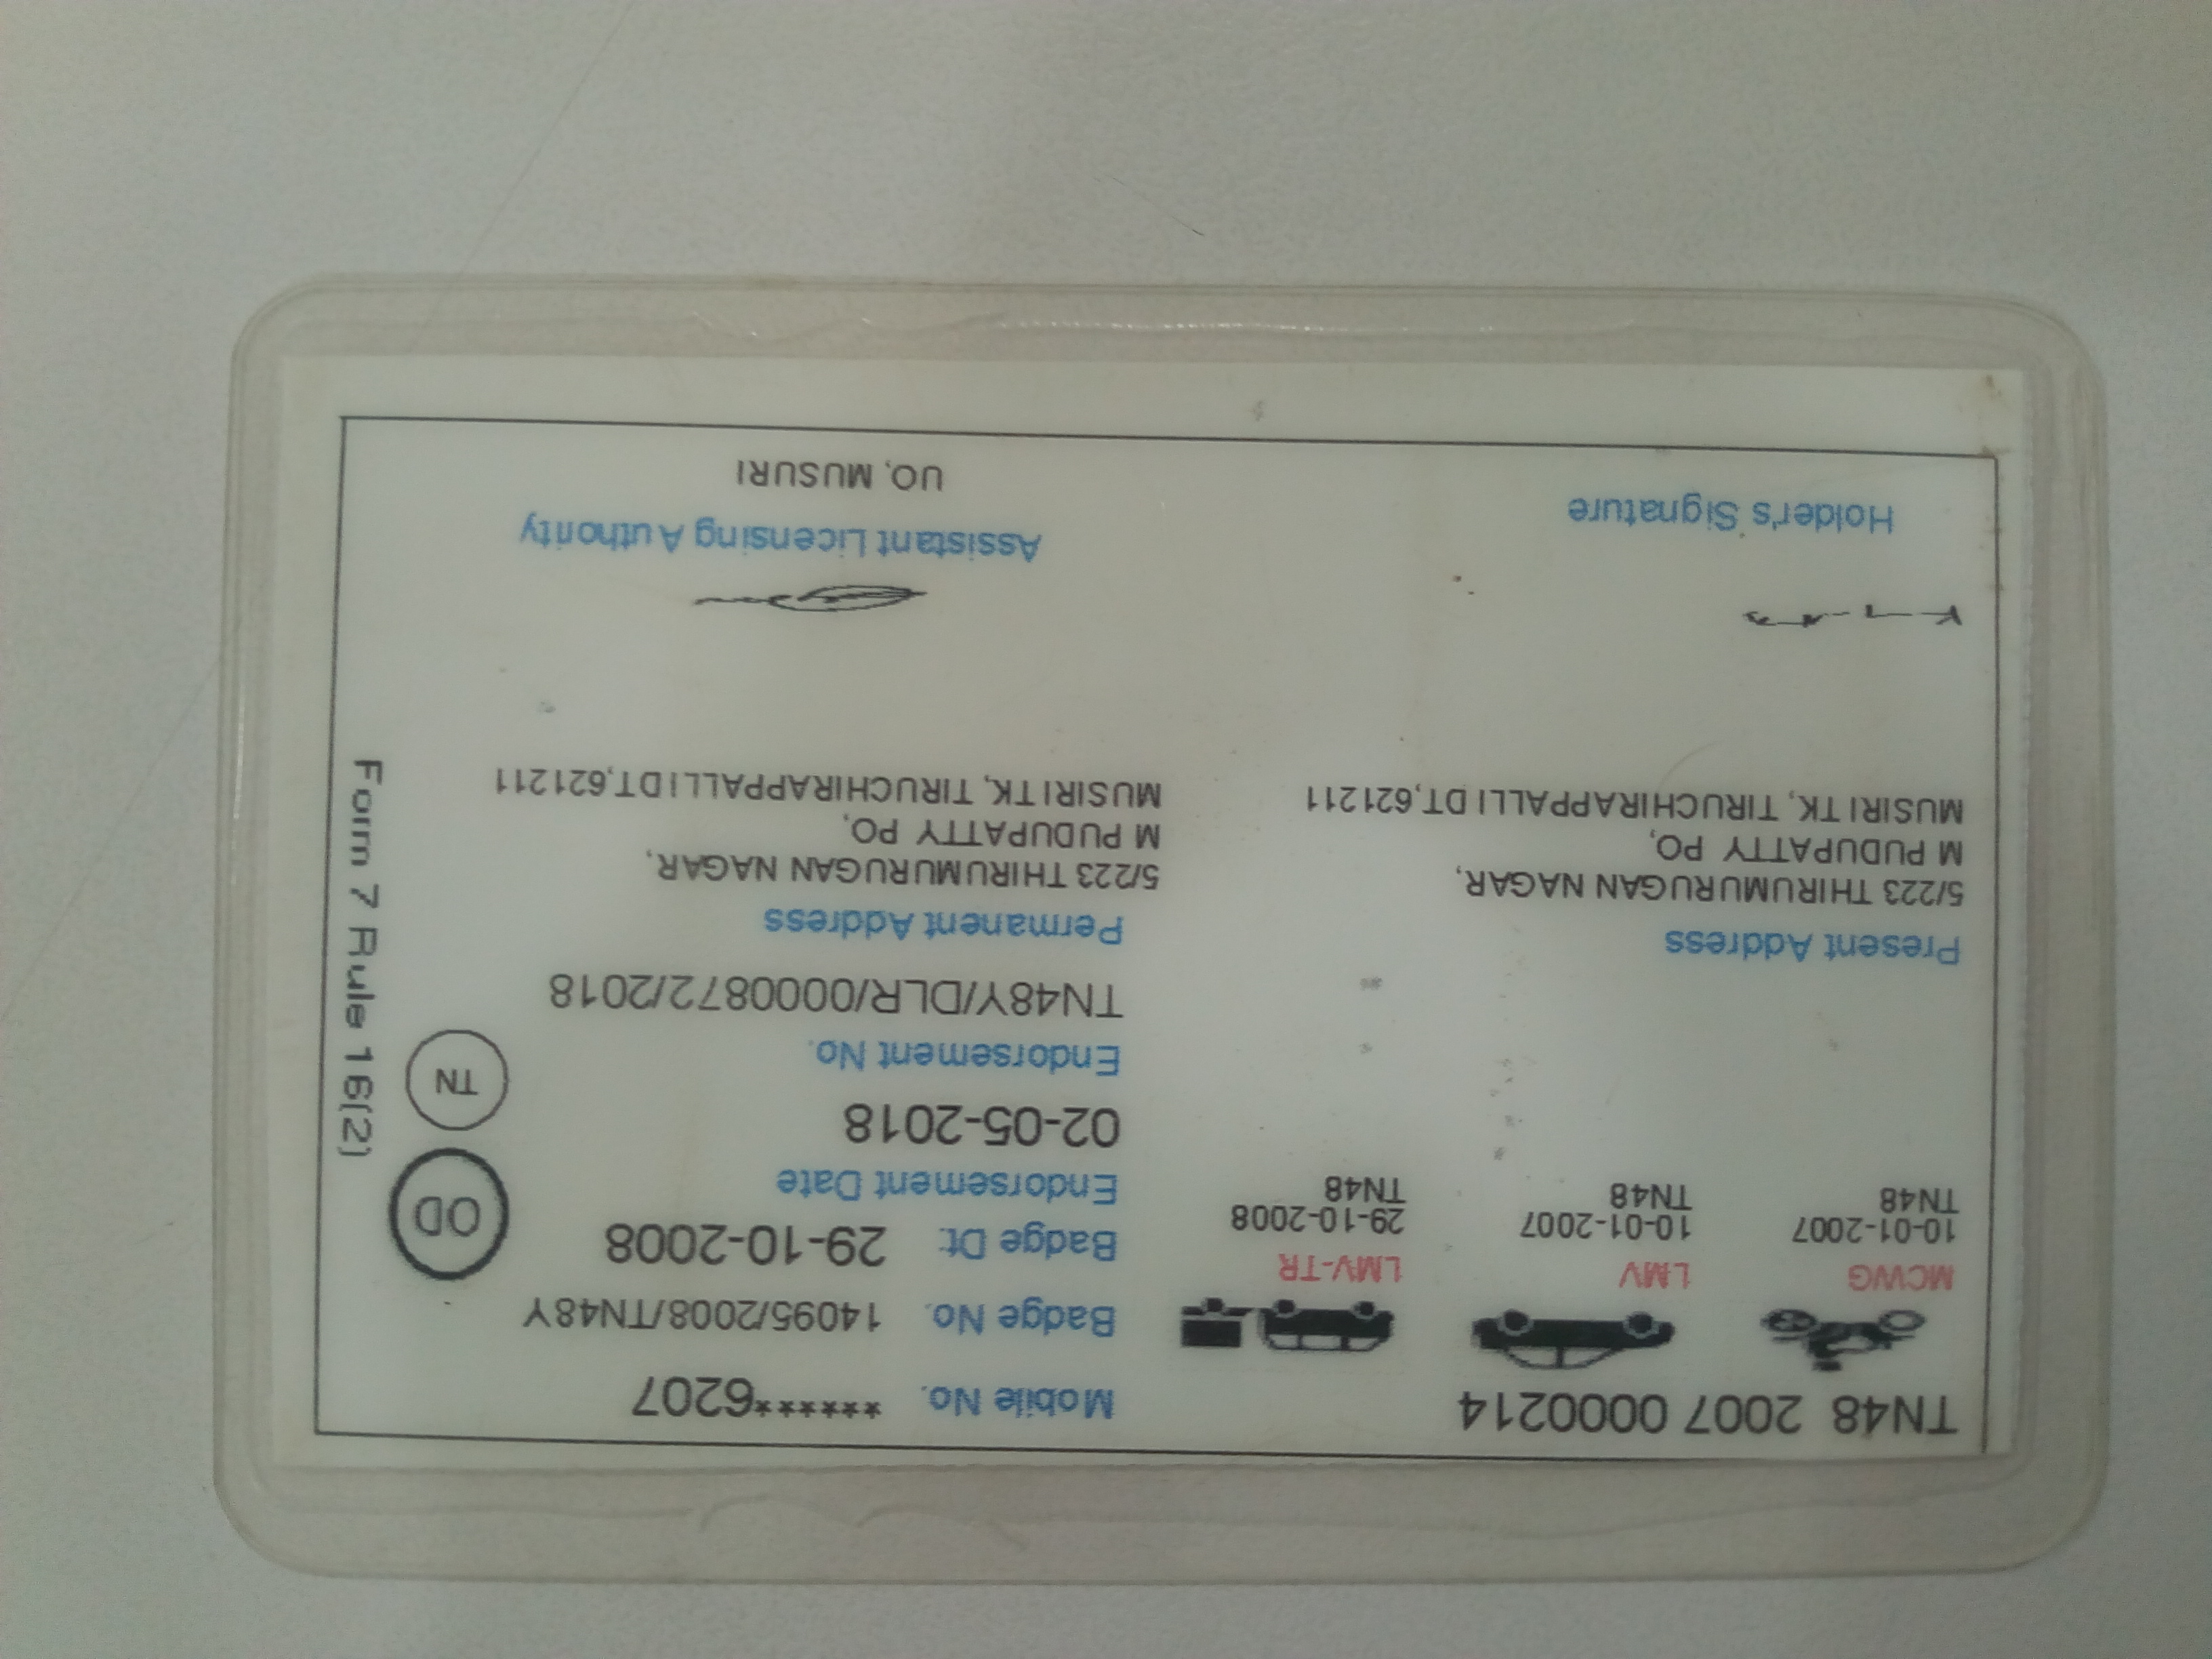 TN48 2007 0000214
MCWG
10-01-2007
TN48
LMV
10-01-2007
TN48
LMV-TR
29-10-2008
TN48
Mobile No. ******6207
Badge No. 14095/2008/TN48Y
Badge Dt: 29-10-2008
Endorsement Date
02-05-2018
Endorsement No.
TN48Y/DLR/0000872/2018
OD
TN
Form 7 Rule 16(2)
Present Address
5/223 THIRUMURUGAN NAGAR,
M PUDUPATTY PO,
MUSIRI TK, TIRUCHIRAPPALLI DT,621211
Permanent Address
5/223 THIRUMURUGAN NAGAR,
M PUDUPATTY PO,
MUSIRI TK, TIRUCHIRAPPALLI DT,621211
Holder's Signature
Assistant Licensing Authority
UO, MUSURI